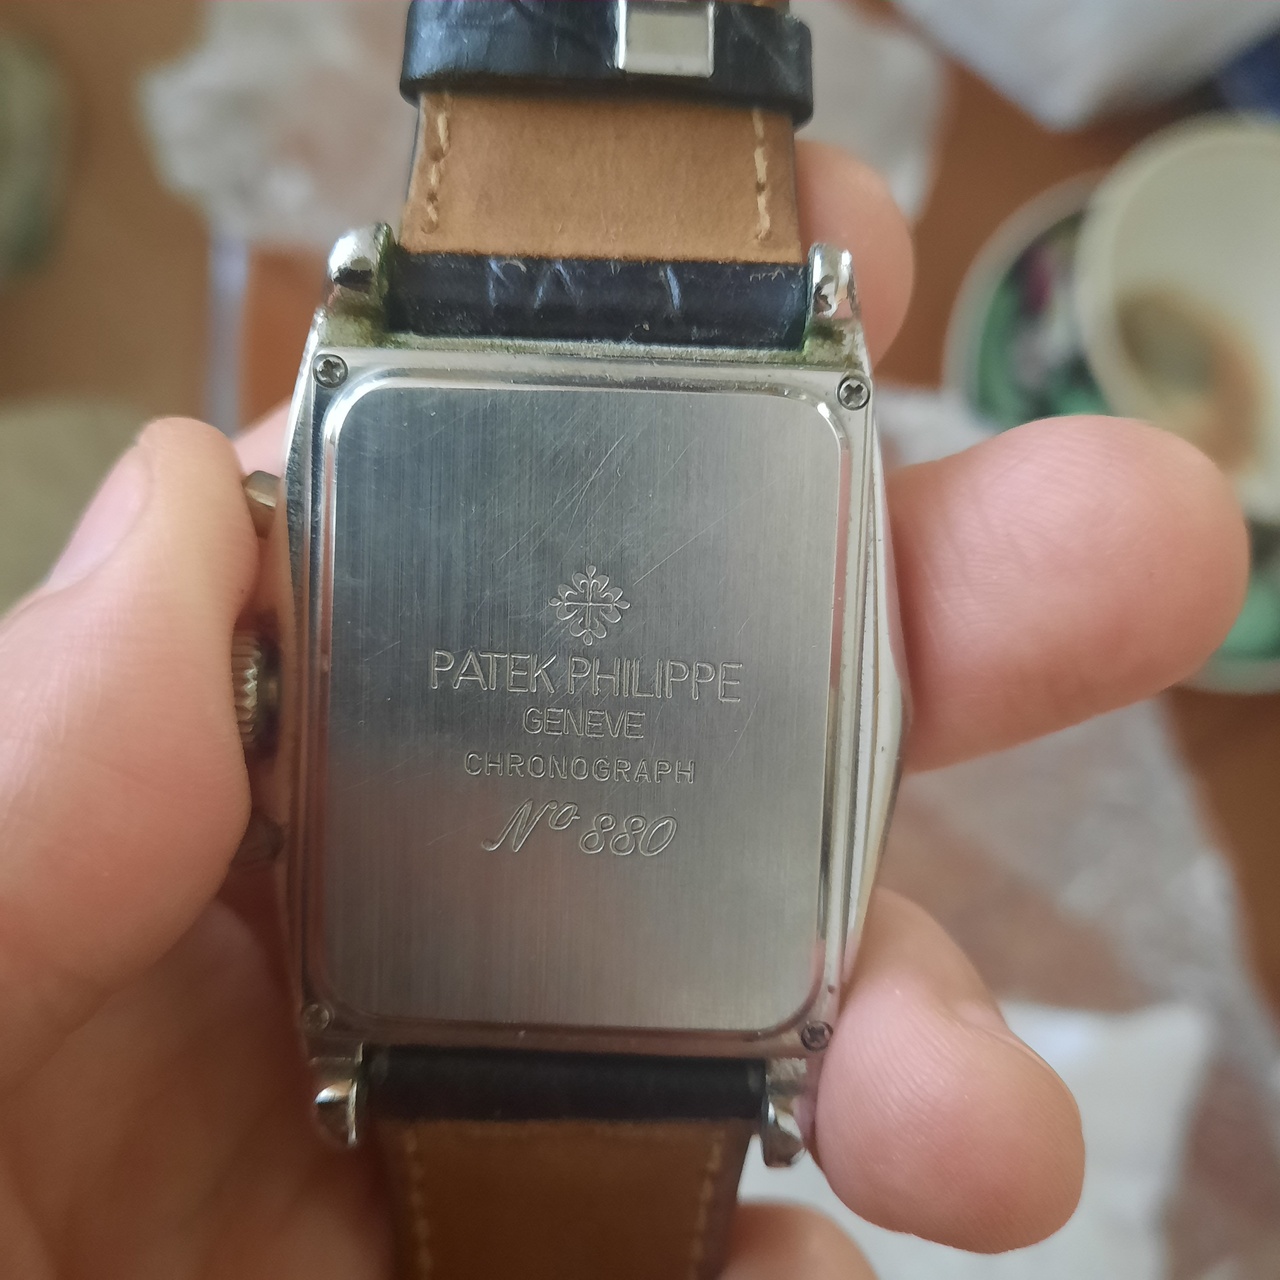 PATEK PHILIPPE
GENEVE
CHRONOGRAPH
Nº 880